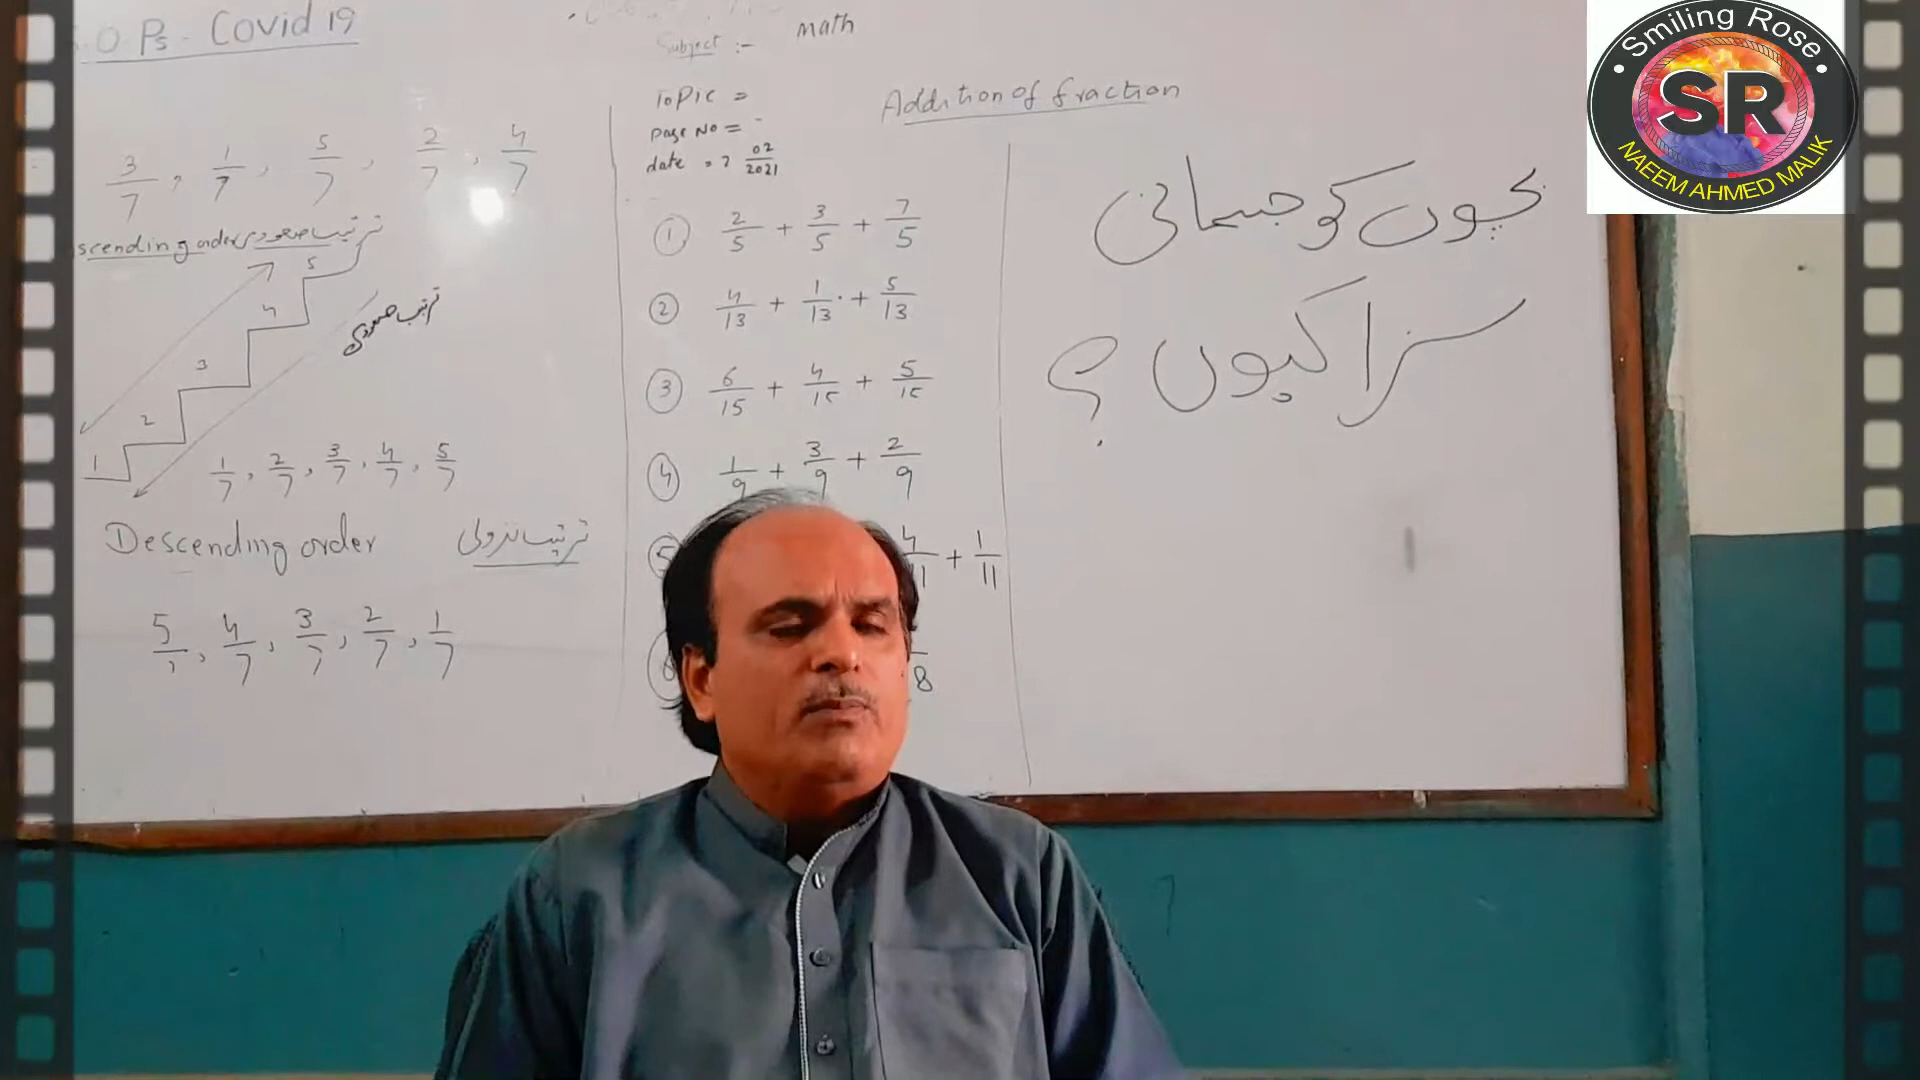 S.O.Ps - Covid 19
3/7, 1/7, 5/7, 2/7, 4/7
scending order ترتیب صعودی
5
4
3
2
1
ترتیب صعودی
1/7, 2/7, 3/7, 4/7, 5/7
Descending order ترتیب نزولی
5/, 4/7, 3/7, 2/7, 1/7
Subject :- math
Topic = Addition of fraction
Page No =
date = 7 02/2021
① 2/5 + 3/5 + 7/5
② 4/13 + 1/13 + 5/13
③ 6/15 + 4/15 + 5/15
④ 1/9 + 3/9 + 2/9
⑤ 4/11 + 1/11
8
بچوں کو جسمانی
سزا کیوں ؟
Smiling Rose
SR
NAEEM AHMED MALIK